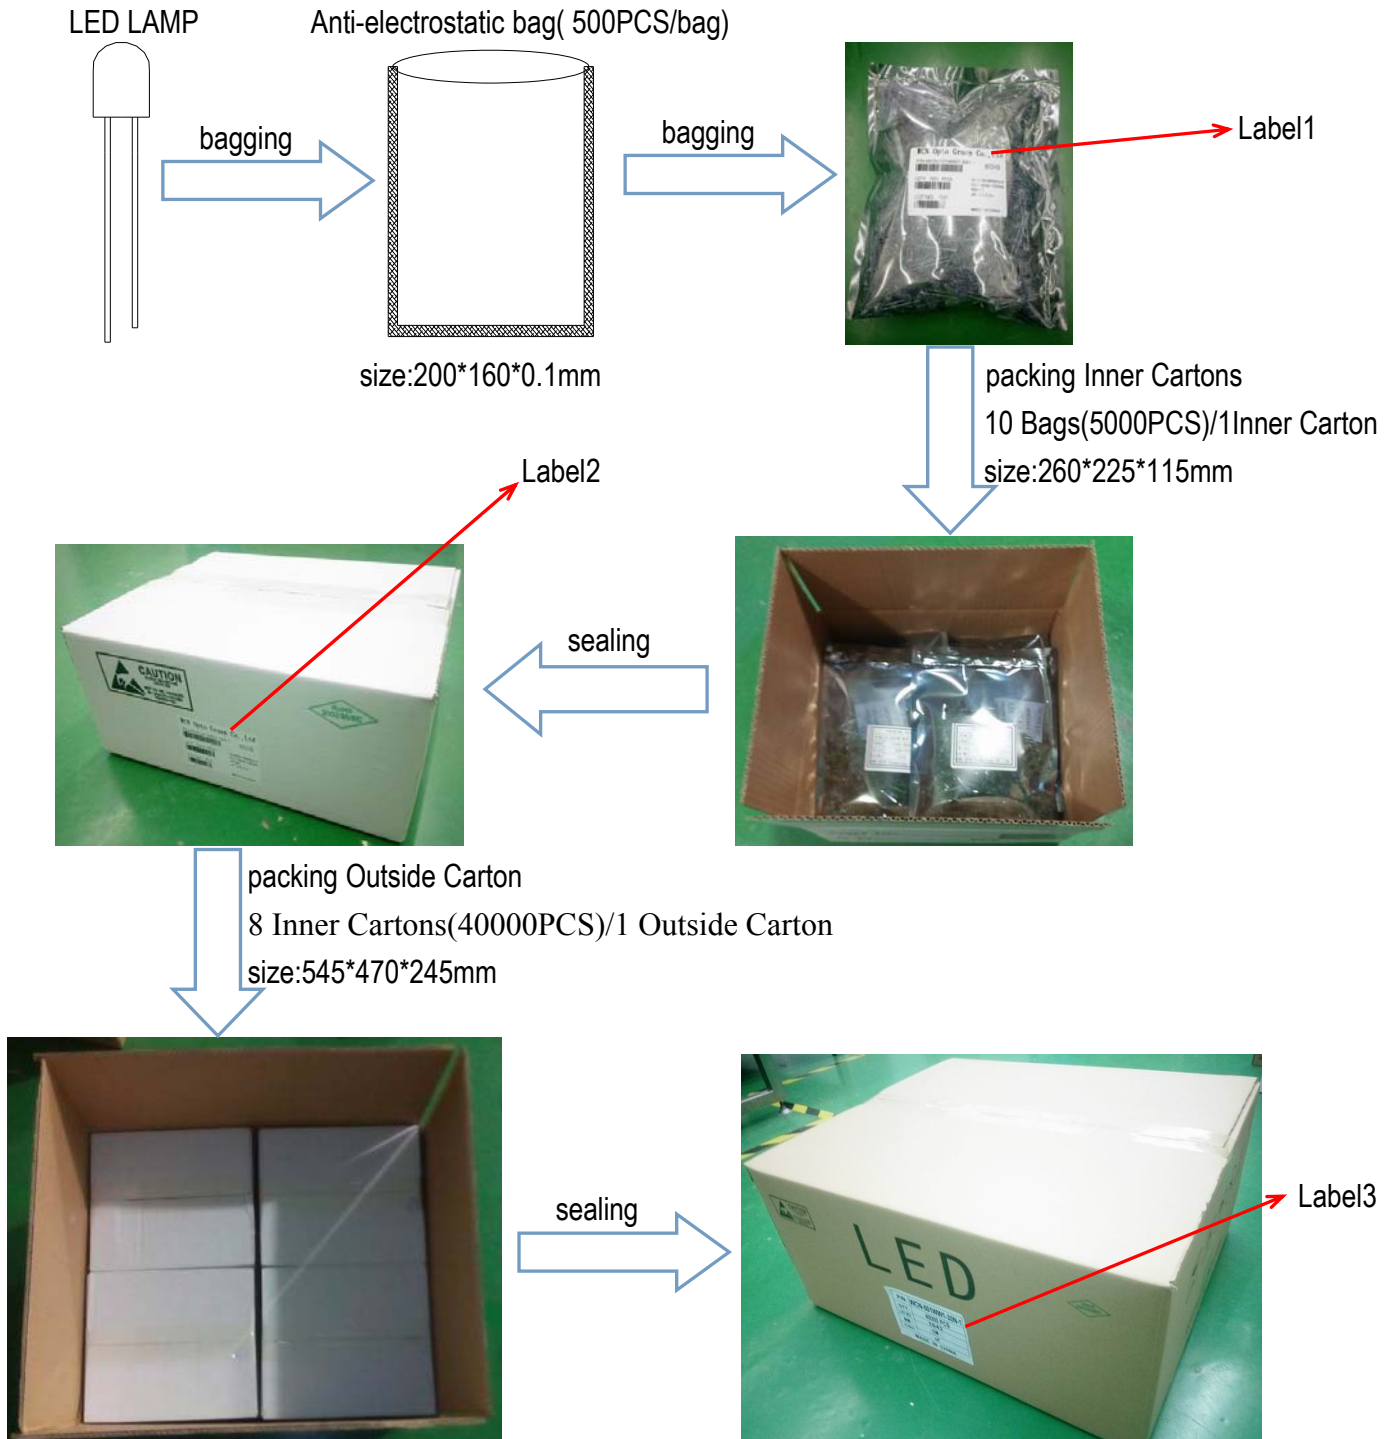 LED LAMP
Anti-electrostatic bag( 500PCS/bag)
bagging
bagging
Label1
size:200*160*0.1mm
packing Inner Cartons
10 Bags(5000PCS)/1Inner Carton
size:260*225*115mm
Label2
sealing
CAUTION
packing Outside Carton
8 Inner Cartons(40000PCS)/1 Outside Carton
size:545*470*245mm
sealing
Label3
LED